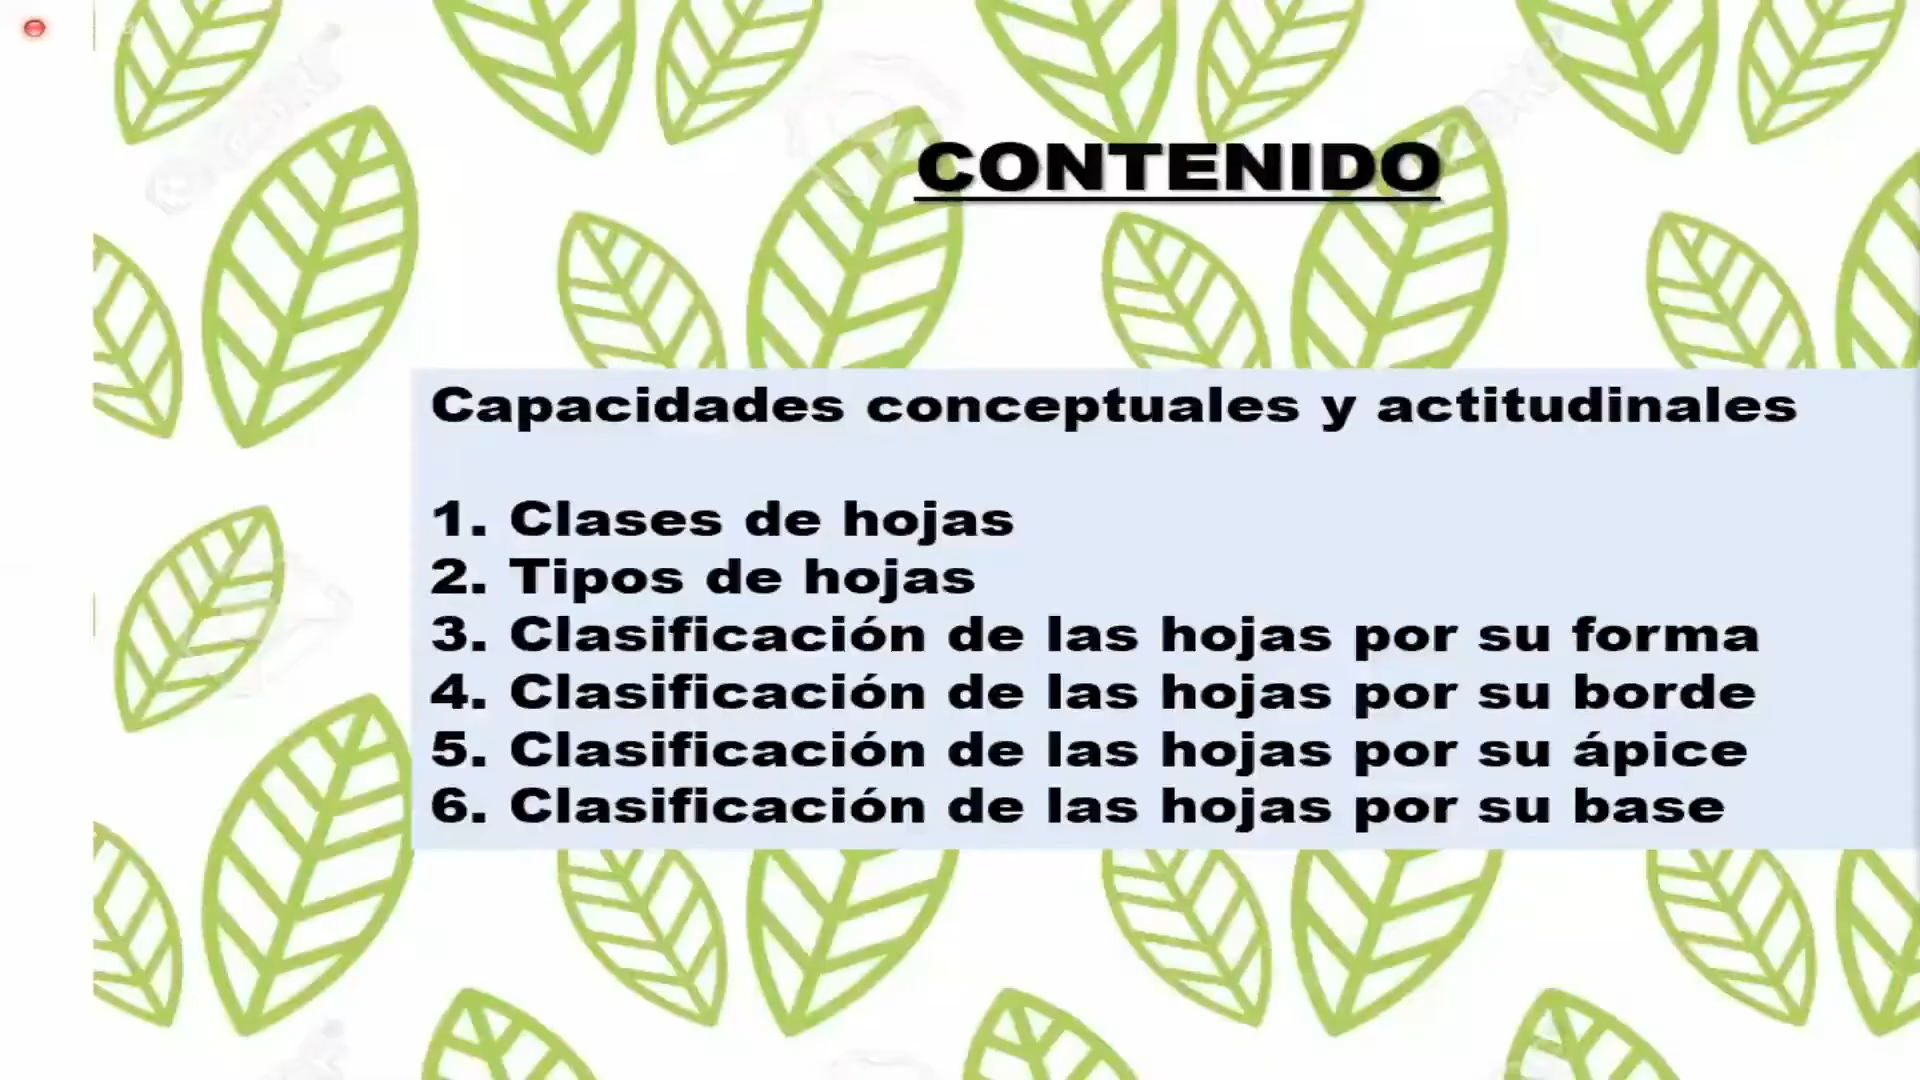 CONTENIDO
Capacidades conceptuales y actitudinales
1. Clases de hojas
2. Tipos de hojas
3. Clasificación de las hojas por su forma
4. Clasificación de las hojas por su borde
5. Clasificación de las hojas por su ápice
6. Clasificación de las hojas por su base